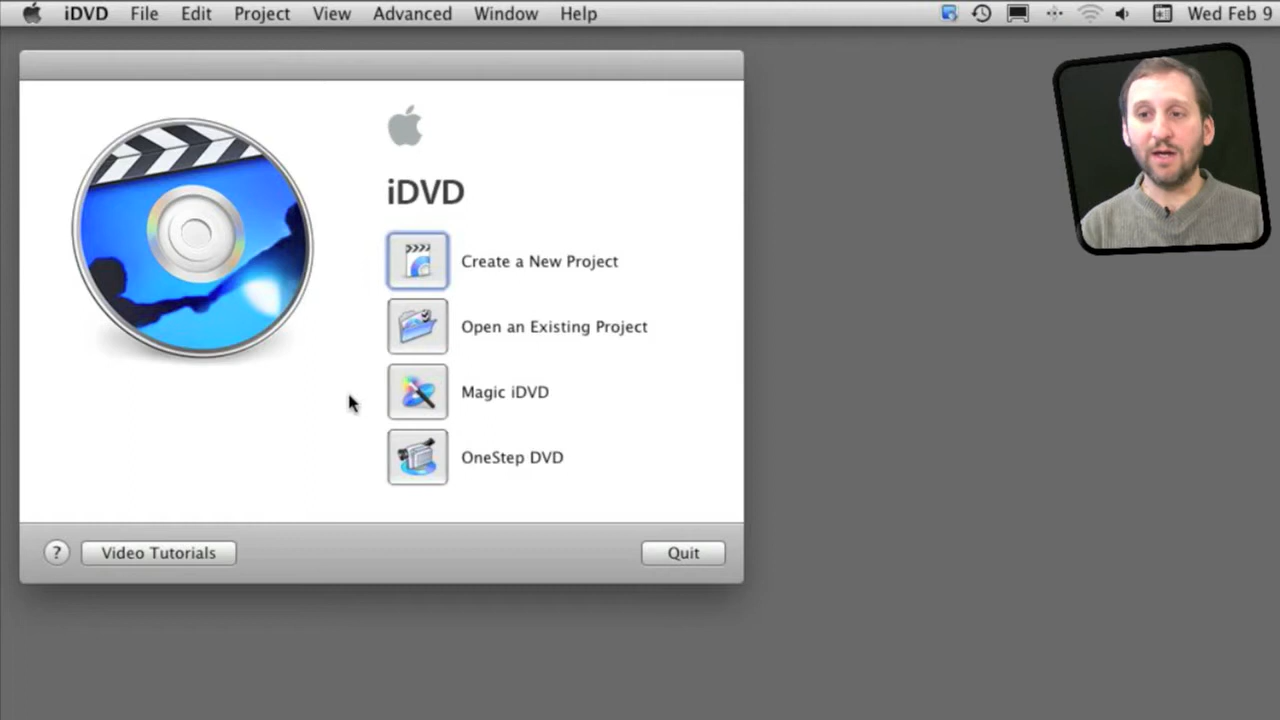 iDVD File Edit Project View Advanced Window Help Wed Feb 9
iDVD
Create a New Project
Open an Existing Project
Magic iDVD
OneStep DVD
? Video Tutorials Quit